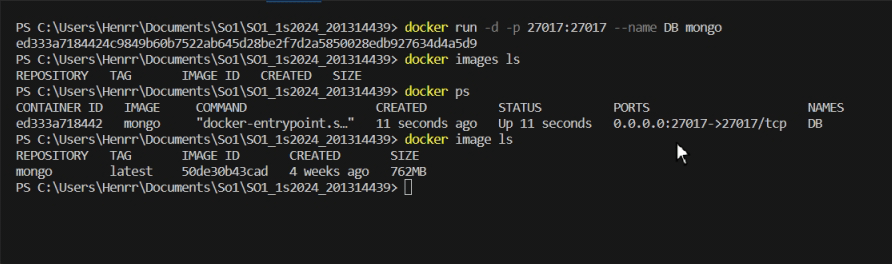 PS C:\Users\Henrr\Documents\So1\SO1_1s2024_201314439> docker run -d -p 27017:27017 --name DB mongo
ed333a7184424c9849b60b7522ab645d28be2f7d2a5850028edb927634d4a5d9
PS C:\Users\Henrr\Documents\So1\SO1_1s2024_201314439> docker images ls
REPOSITORY   TAG       IMAGE ID   CREATED   SIZE
PS C:\Users\Henrr\Documents\So1\SO1_1s2024_201314439> docker ps
CONTAINER ID   IMAGE     COMMAND                  CREATED          STATUS          PORTS                      NAMES
ed333a718442   mongo     "docker-entrypoint.s…"   11 seconds ago   Up 11 seconds   0.0.0.0:27017->27017/tcp   DB
PS C:\Users\Henrr\Documents\So1\SO1_1s2024_201314439> docker image ls
REPOSITORY   TAG       IMAGE ID       CREATED       SIZE
mongo        latest    50de30b43cad   4 weeks ago   762MB
PS C:\Users\Henrr\Documents\So1\SO1_1s2024_201314439>